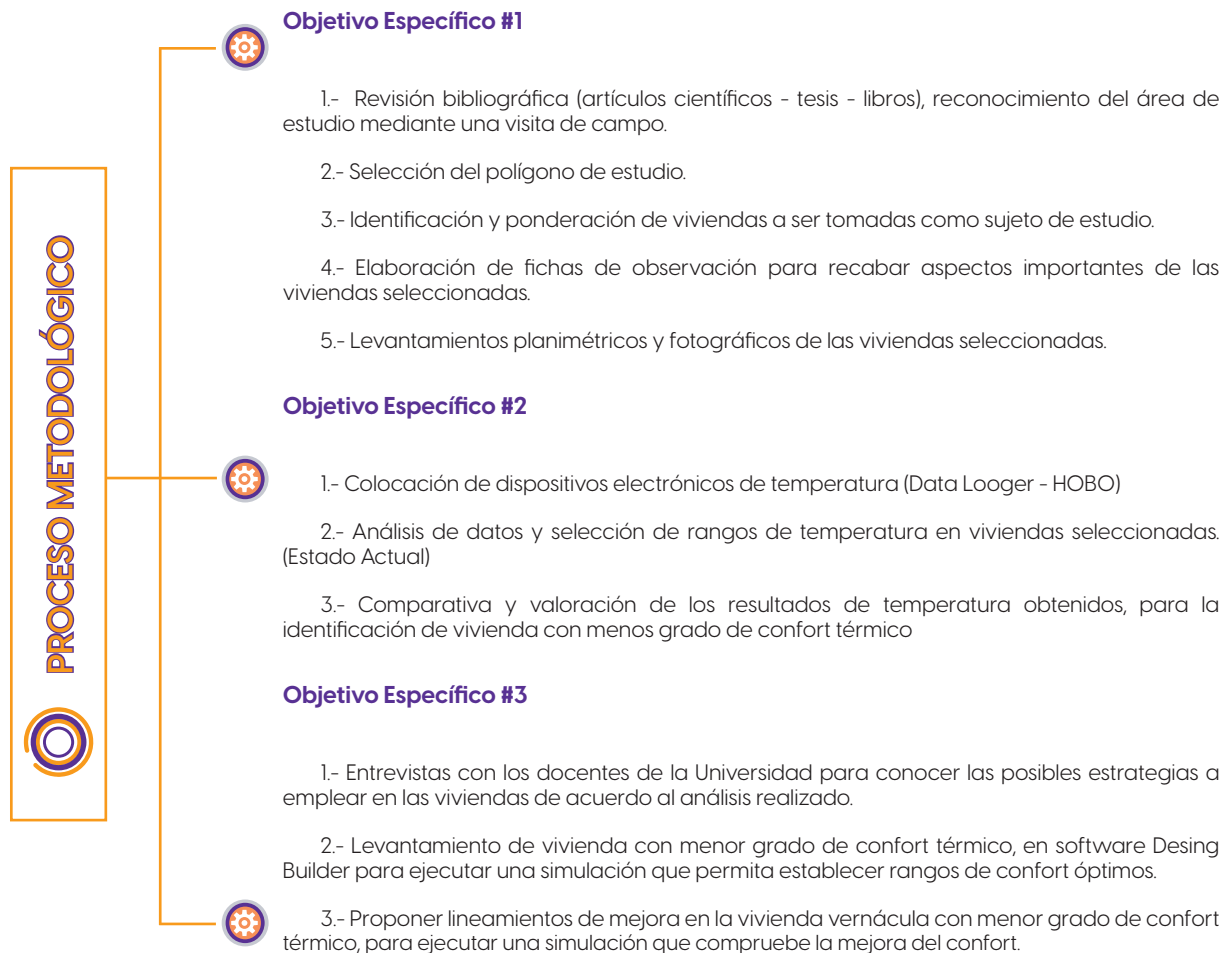 PROCESO METODOLÓGICO
Objetivo Específico #1
1.- Revisión bibliográfica (artículos científicos - tesis - libros), reconocimiento del área de
estudio mediante una visita de campo.
2.- Selección del polígono de estudio.
3.- Identificación y ponderación de viviendas a ser tomadas como sujeto de estudio.
4.- Elaboración de fichas de observación para recabar aspectos importantes de las
viviendas seleccionadas.
5.- Levantamientos planimétricos y fotográficos de las viviendas seleccionadas.
Objetivo Específico #2
1.- Colocación de dispositivos electrónicos de temperatura (Data Looger - HOBO)
2.- Análisis de datos y selección de rangos de temperatura en viviendas seleccionadas.
(Estado Actual)
3.- Comparativa y valoración de los resultados de temperatura obtenidos, para la
identificación de vivienda con menos grado de confort térmico
Objetivo Específico #3
1.- Entrevistas con los docentes de la Universidad para conocer las posibles estrategias a
emplear en las viviendas de acuerdo al análisis realizado.
2.- Levantamiento de vivienda con menor grado de confort térmico, en software Desing
Builder para ejecutar una simulación que permita establecer rangos de confort óptimos.
3.- Proponer lineamientos de mejora en la vivienda vernácula con menor grado de confort
térmico, para ejecutar una simulación que compruebe la mejora del confort.